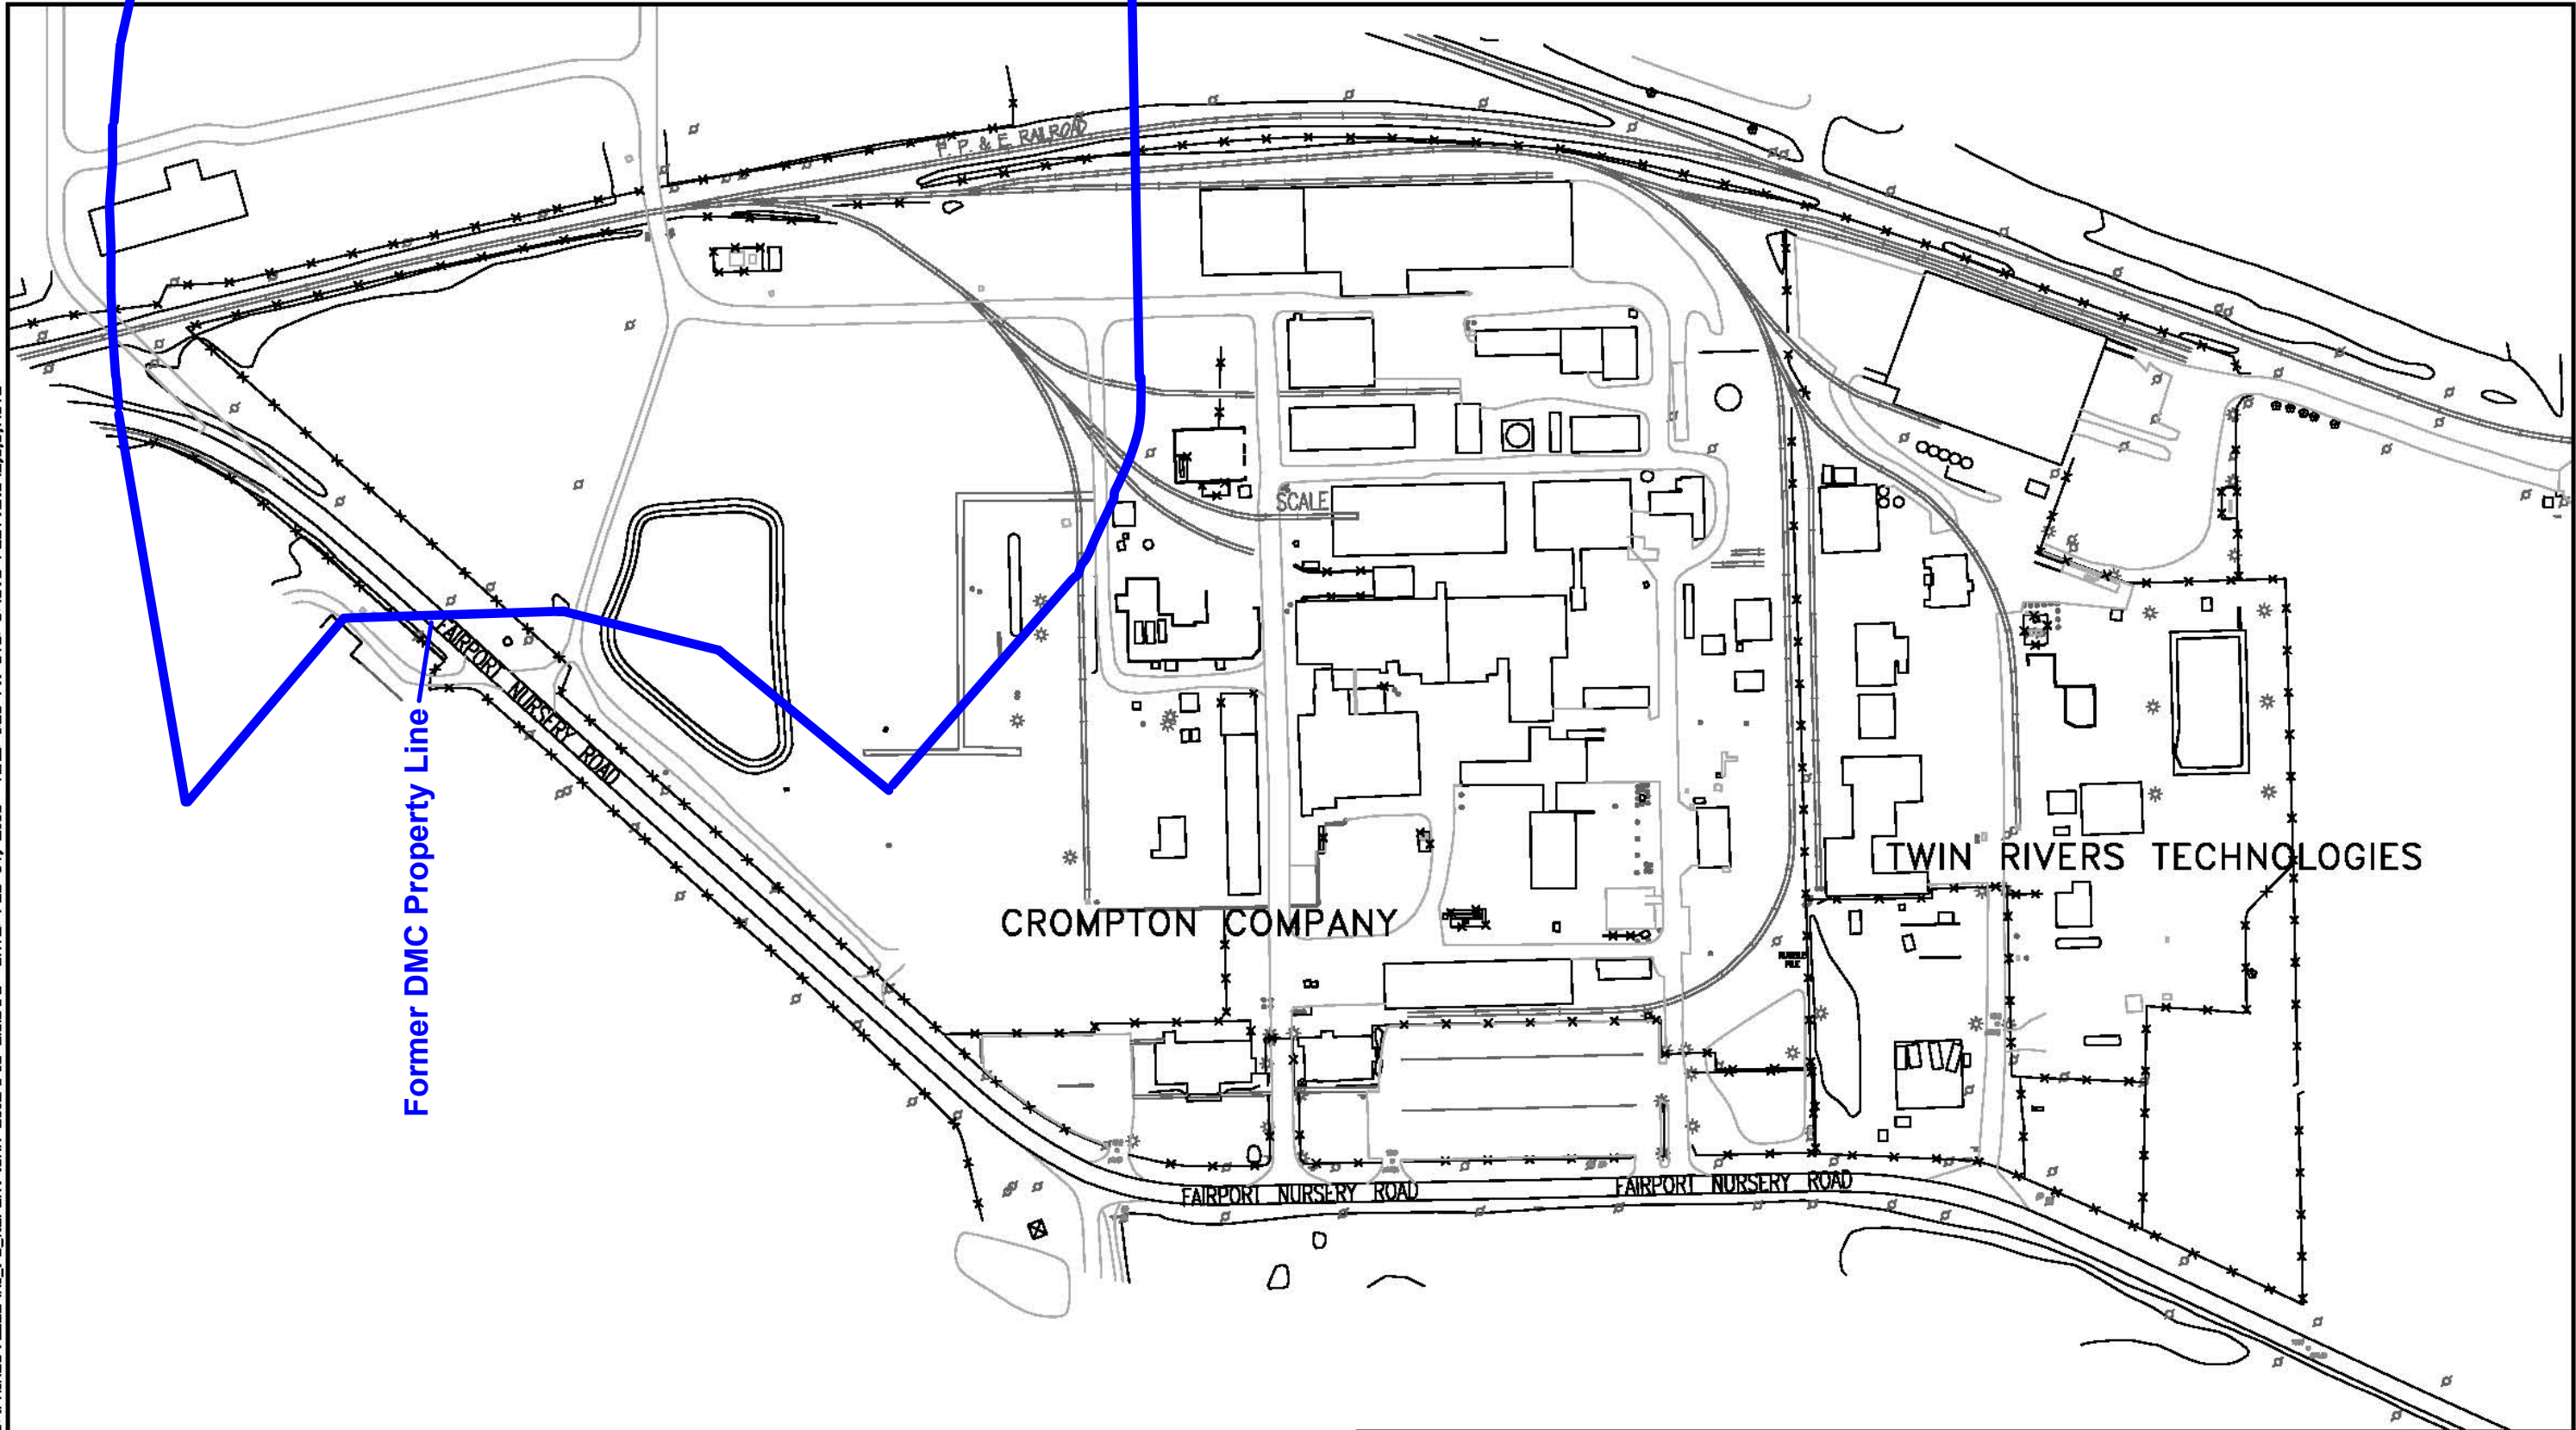 F. P. & E. RAILROAD
SCALE
FAIRPORT NURSERY ROAD
Former DMC Property Line
TWIN RIVERS TECHNOLOGIES
CROMPTON COMPANY
FAIRPORT NURSERY ROAD
FAIRPORT NURSERY ROAD